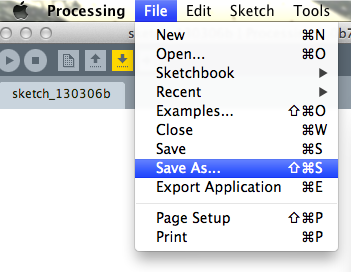 Processing File Edit Sketch Tools
New ⌘N
Open... ⌘O
Sketchbook ▶
Recent ▶
Examples... ⇧⌘O
Close ⌘W
Save ⌘S
Save As... ⇧⌘S
Export Application ⌘E
Page Setup ⇧⌘P
Print ⌘P
sketch_130306b